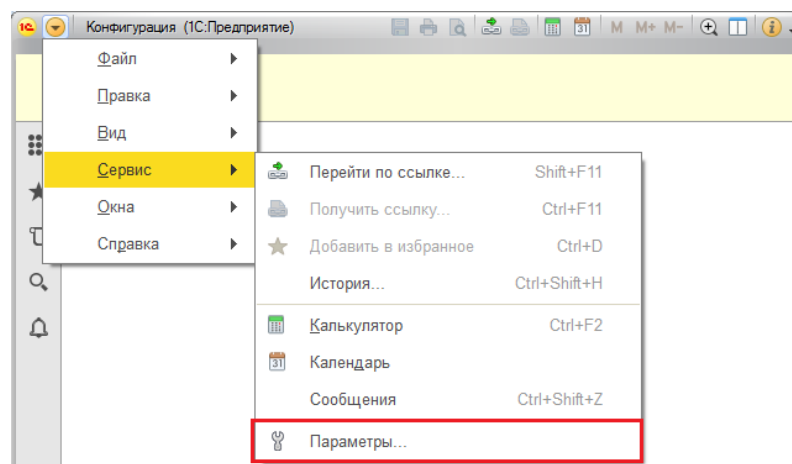 1С Конфигурация (1С:Предприятие) 31 M M+ M- i
Файл
Правка
Вид
Сервис
Окна
Справка
Перейти по ссылке... Shift+F11
Получить ссылку... Ctrl+F11
Добавить в избранное Ctrl+D
История... Ctrl+Shift+H
Калькулятор Ctrl+F2
31 Календарь
Сообщения Ctrl+Shift+Z
Параметры...